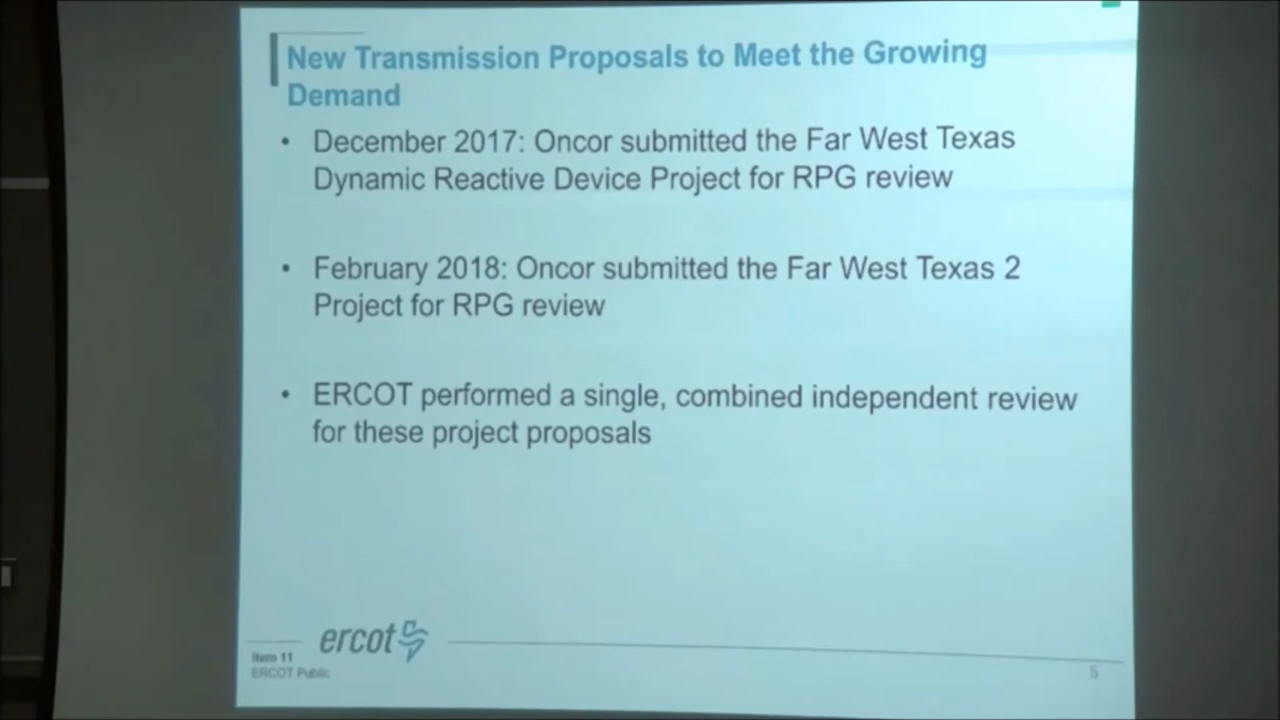 New Transmission Proposals to Meet the Growing
Demand
• December 2017: Oncor submitted the Far West Texas
Dynamic Reactive Device Project for RPG review
• February 2018: Oncor submitted the Far West Texas 2
Project for RPG review
• ERCOT performed a single, combined independent review
for these project proposals
ercot
Item 11
ERCOT Public
5